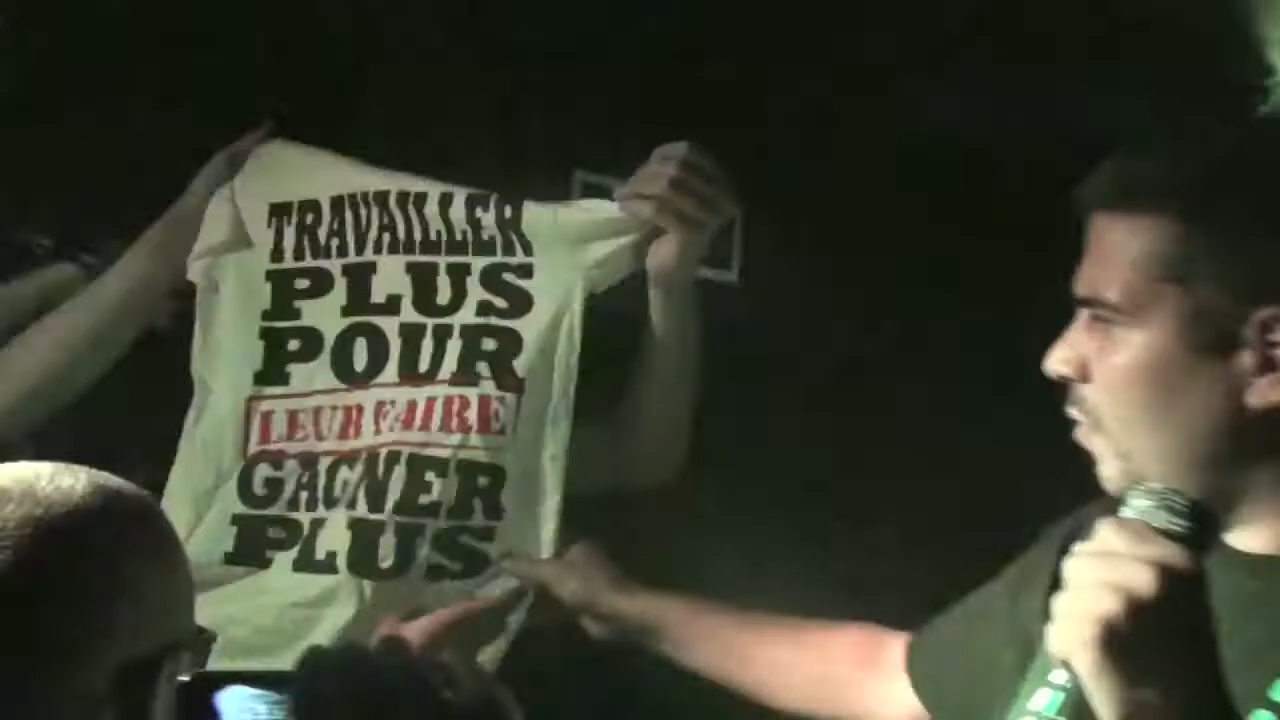 TRAVAILLER
PLUS
POUR
LEUR FAIRE
GAGNER
PLUS